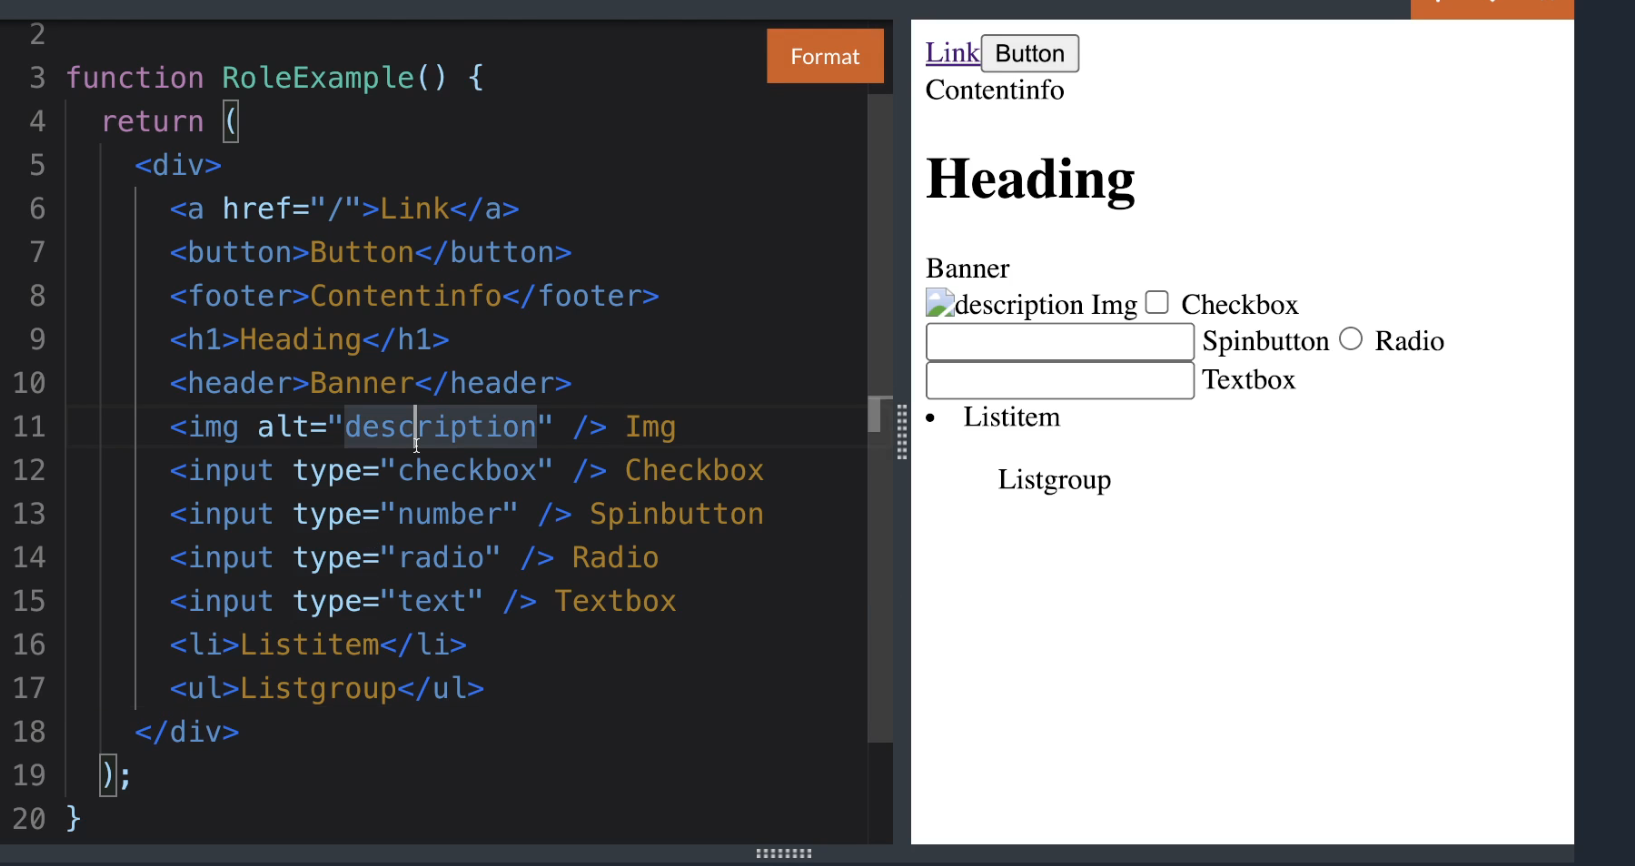 2
3 function RoleExample() {
4 return (
5 <div>
6 <a href="/">Link</a>
7 <button>Button</button>
8 <footer>Contentinfo</footer>
9 <h1>Heading</h1>
10 <header>Banner</header>
11 <img alt="description" /> Img
12 <input type="checkbox" /> Checkbox
13 <input type="number" /> Spinbutton
14 <input type="radio" /> Radio
15 <input type="text" /> Textbox
16 <li>Listitem</li>
17 <ul>Listgroup</ul>
18 </div>
19 );
20 }
Format
Link Button
Contentinfo
Heading
Banner
description Img Checkbox
Spinbutton Radio
Textbox
• Listitem
Listgroup